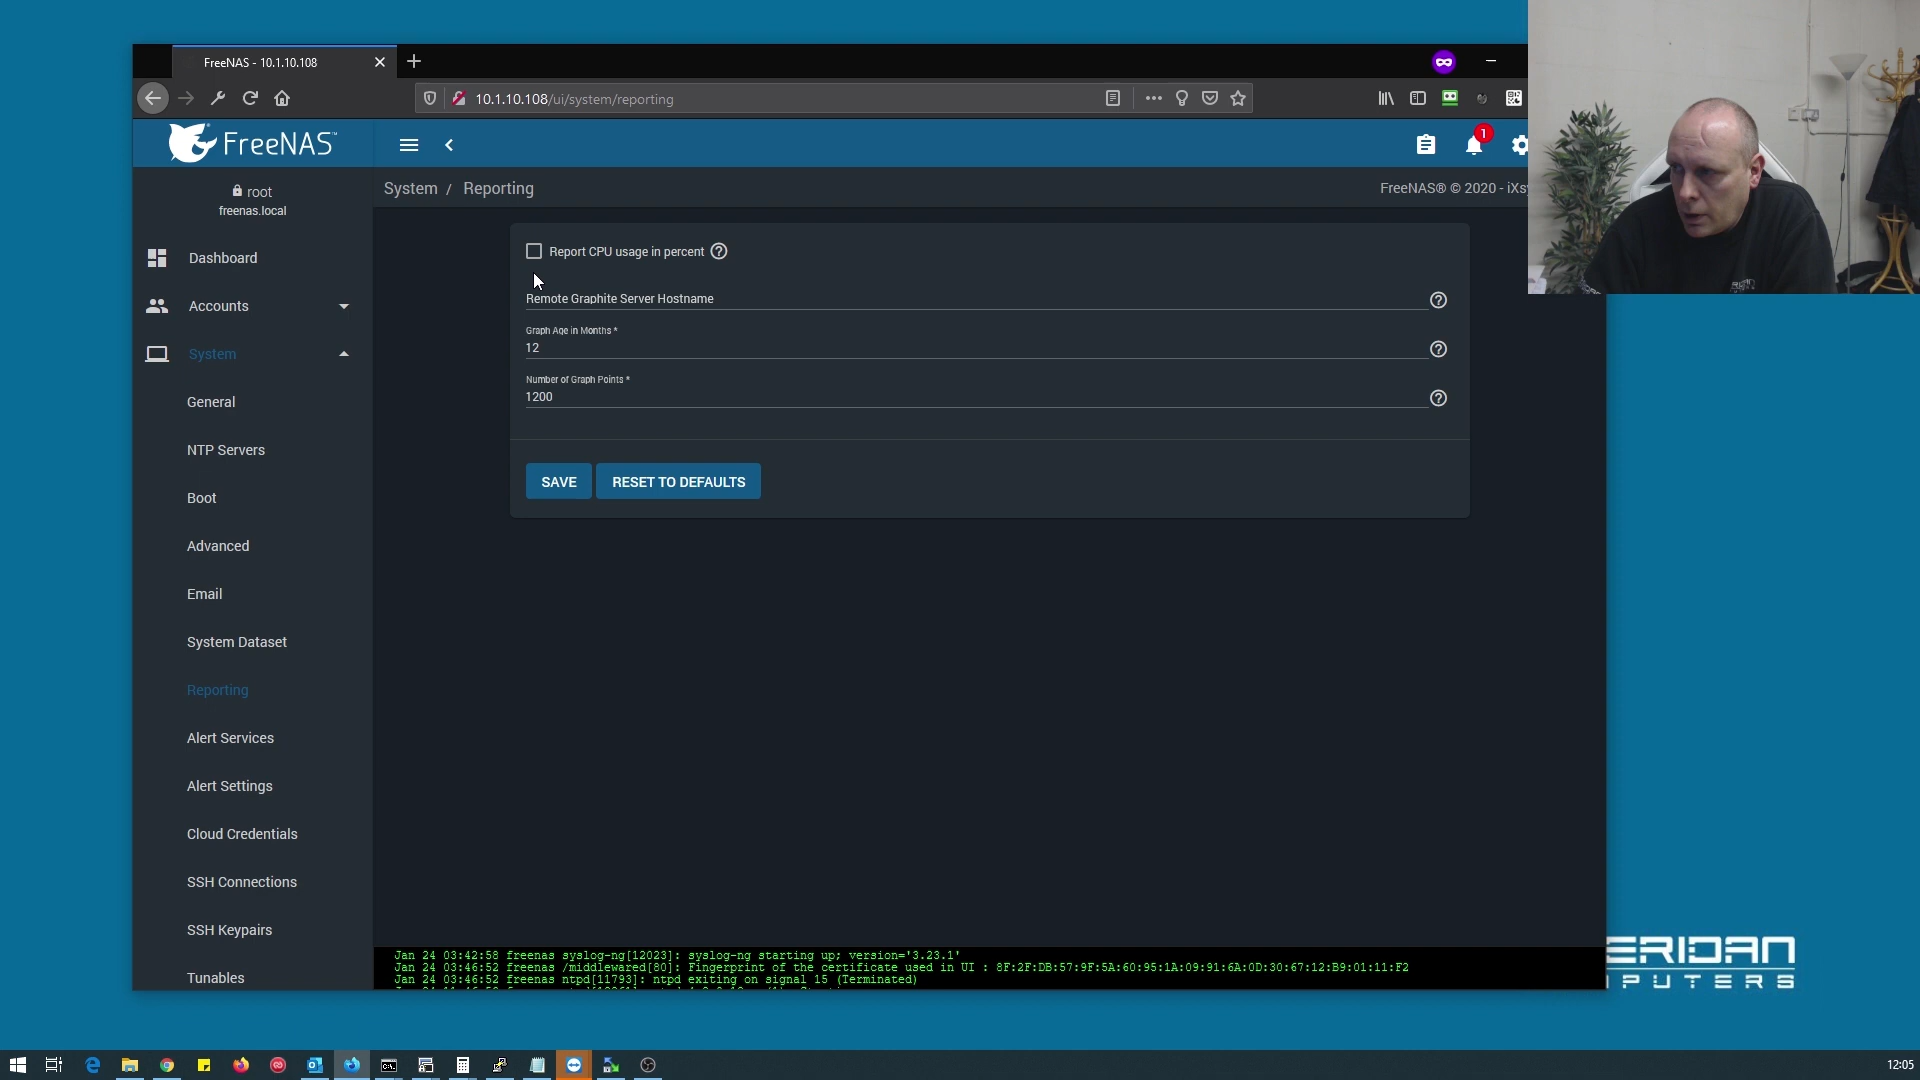 FreeNAS - 10.1.10.108
10.1.10.108/ui/system/reporting
FreeNAS™
1
root
freenas.local
System / Reporting
FreeNAS® © 2020 - iXsy
Dashboard
Accounts
System
General
NTP Servers
Boot
Advanced
Email
System Dataset
Reporting
Alert Services
Alert Settings
Cloud Credentials
SSH Connections
SSH Keypairs
Tunables
Report CPU usage in percent
Remote Graphite Server Hostname
Graph Age in Months *
12
Number of Graph Points *
1200
SAVE
RESET TO DEFAULTS
Jan 24 03:42:58 freenas syslog-ng[12023]: syslog-ng starting up; version='3.23.1'
Jan 24 03:46:52 freenas /middlewared[80]: Fingerprint of the certificate used in UI : 8F:2F:DB:57:9F:5A:60:95:1A:09:91:6A:0D:30:67:12:B9:01:11:F2
Jan 24 03:46:52 freenas ntpd[11793]: ntpd exiting on signal 15 (Terminated)
ERIDAN
PUTERS
12:05